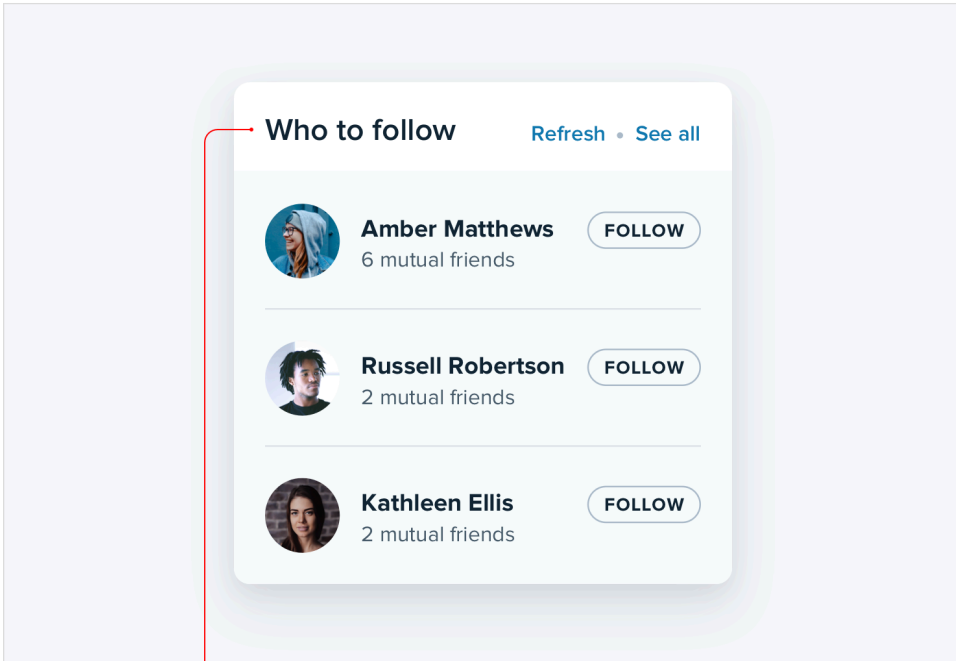 Who to follow
Refresh • See all
Amber Matthews
FOLLOW
6 mutual friends
Russell Robertson
FOLLOW
2 mutual friends
Kathleen Ellis
FOLLOW
2 mutual friends